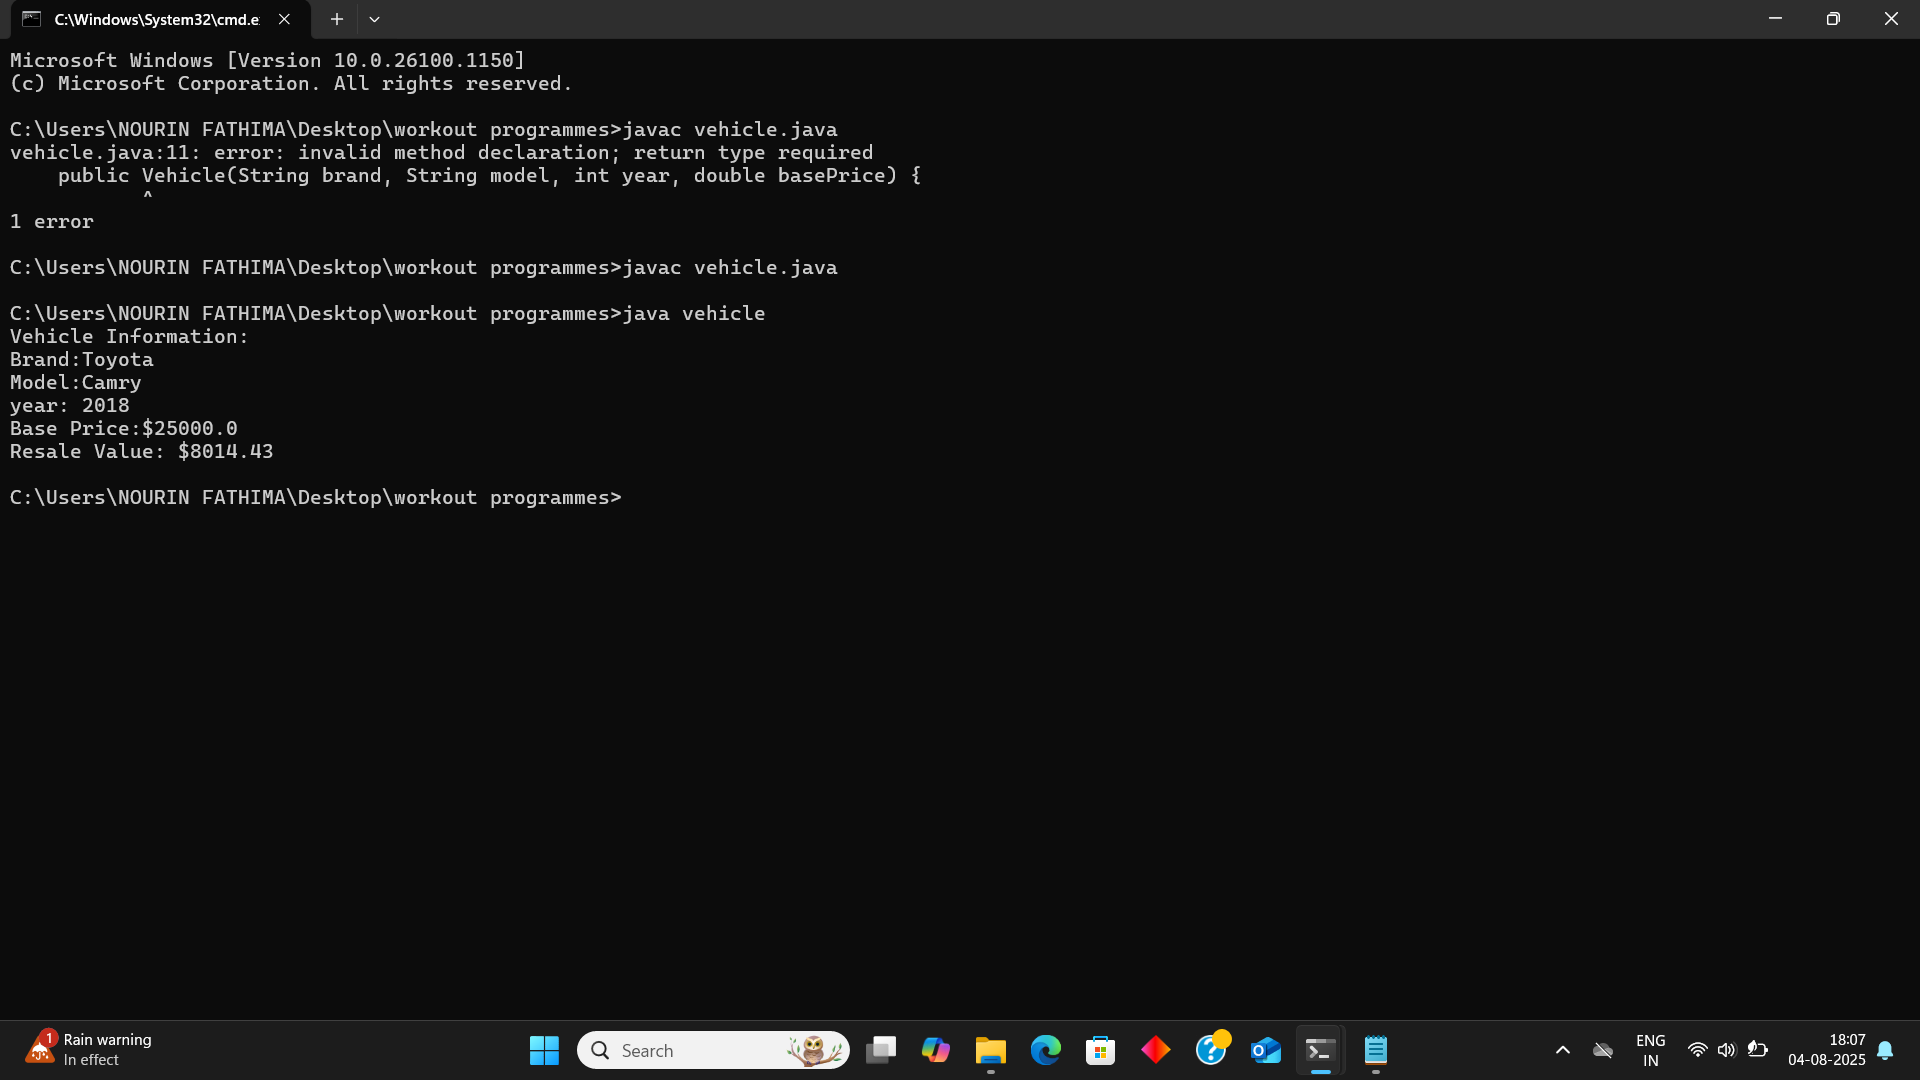 C:\Windows\System32\cmd.e
Microsoft Windows [Version 10.0.26100.1150]
(c) Microsoft Corporation. All rights reserved.
C:\Users\NOURIN FATHIMA\Desktop\workout programmes>javac vehicle.java
vehicle.java:11: error: invalid method declaration; return type required
    public Vehicle(String brand, String model, int year, double basePrice) {
           ^
1 error
C:\Users\NOURIN FATHIMA\Desktop\workout programmes>javac vehicle.java
C:\Users\NOURIN FATHIMA\Desktop\workout programmes>java vehicle
Vehicle Information:
Brand:Toyota
Model:Camry
year: 2018
Base Price:$25000.0
Resale Value: $8014.43
C:\Users\NOURIN FATHIMA\Desktop\workout programmes>
1
Rain warning
In effect
Search
ENG
IN
18:07
04-08-2025